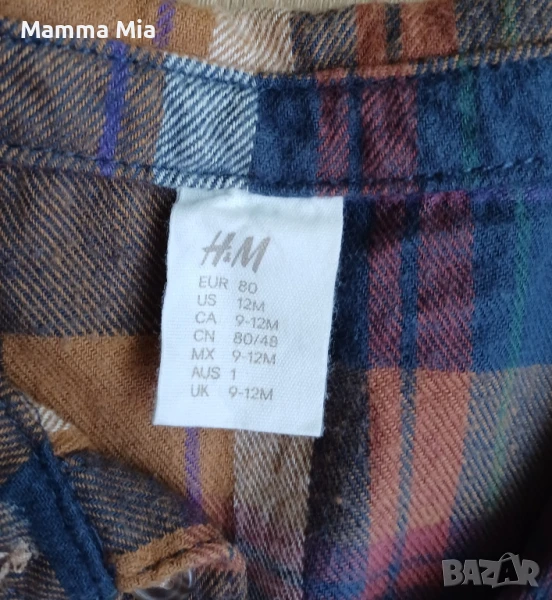 Mamma Mia
H&M
EUR 80
US 12M
CA 9-12M
CN 80/48
MX 9-12M
AUS 1
UK 9-12M
BAZAR